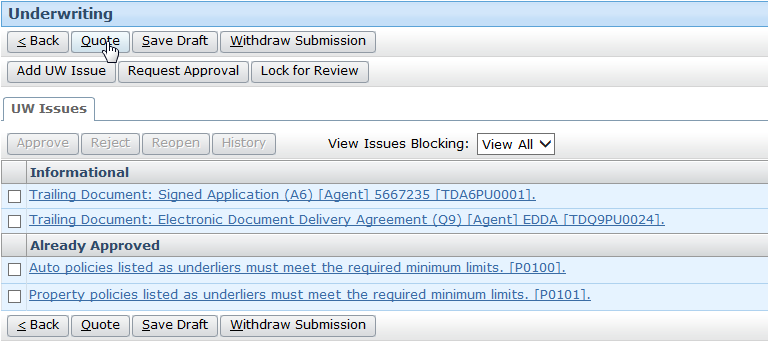 Underwriting
< Back Quote Save Draft Withdraw Submission
Add UW Issue Request Approval Lock for Review
UW Issues
Approve Reject Reopen History View Issues Blocking: View All
Informational
Trailing Document: Signed Application (A6) [Agent] 5667235 [TDA6PU0001].
Trailing Document: Electronic Document Delivery Agreement (Q9) [Agent] EDDA [TDQ9PU0024].
Already Approved
Auto policies listed as underliers must meet the required minimum limits. [P0100].
Property policies listed as underliers must meet the required minimum limits. [P0101].
< Back Quote Save Draft Withdraw Submission